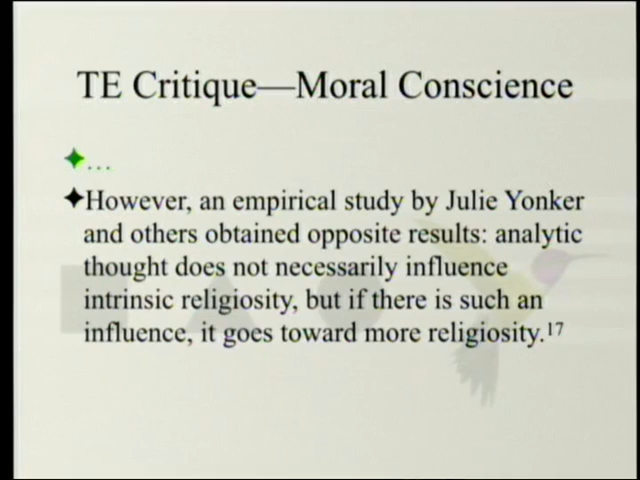 TE Critique—Moral Conscience
...
However, an empirical study by Julie Yonker
and others obtained opposite results: analytic
thought does not necessarily influence
intrinsic religiosity, but if there is such an
influence, it goes toward more religiosity.17